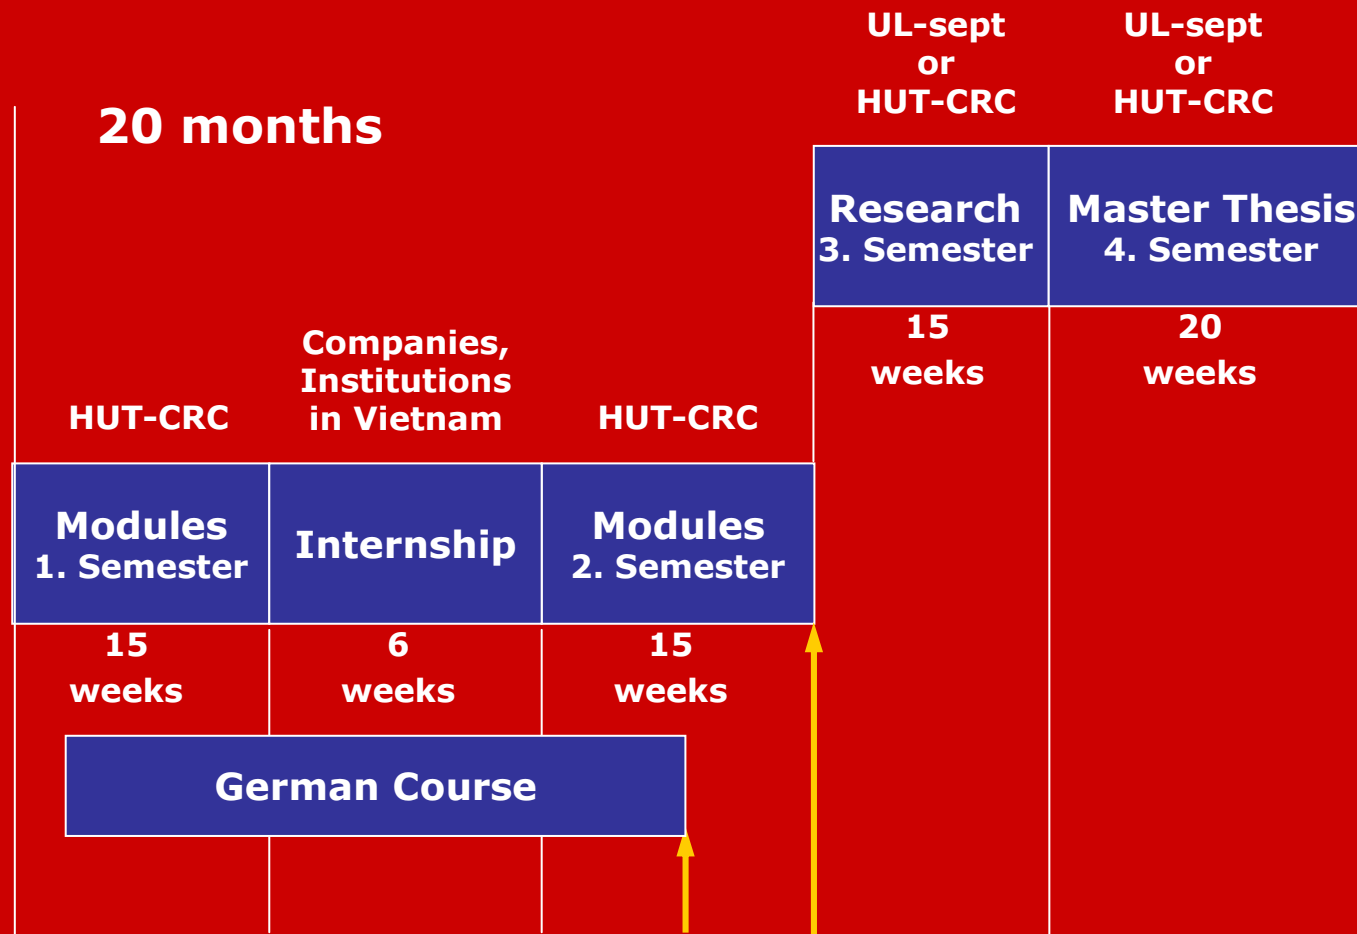 UL-sept
or
HUT-CRC
UL-sept
or
HUT-CRC
20 months
Research
3. Semester
Master Thesis
4. Semester
15
weeks
20
weeks
HUT-CRC
Companies,
Institutions
in Vietnam
HUT-CRC
Modules
1. Semester
Internship
Modules
2. Semester
15
weeks
6
weeks
15
weeks
German Course